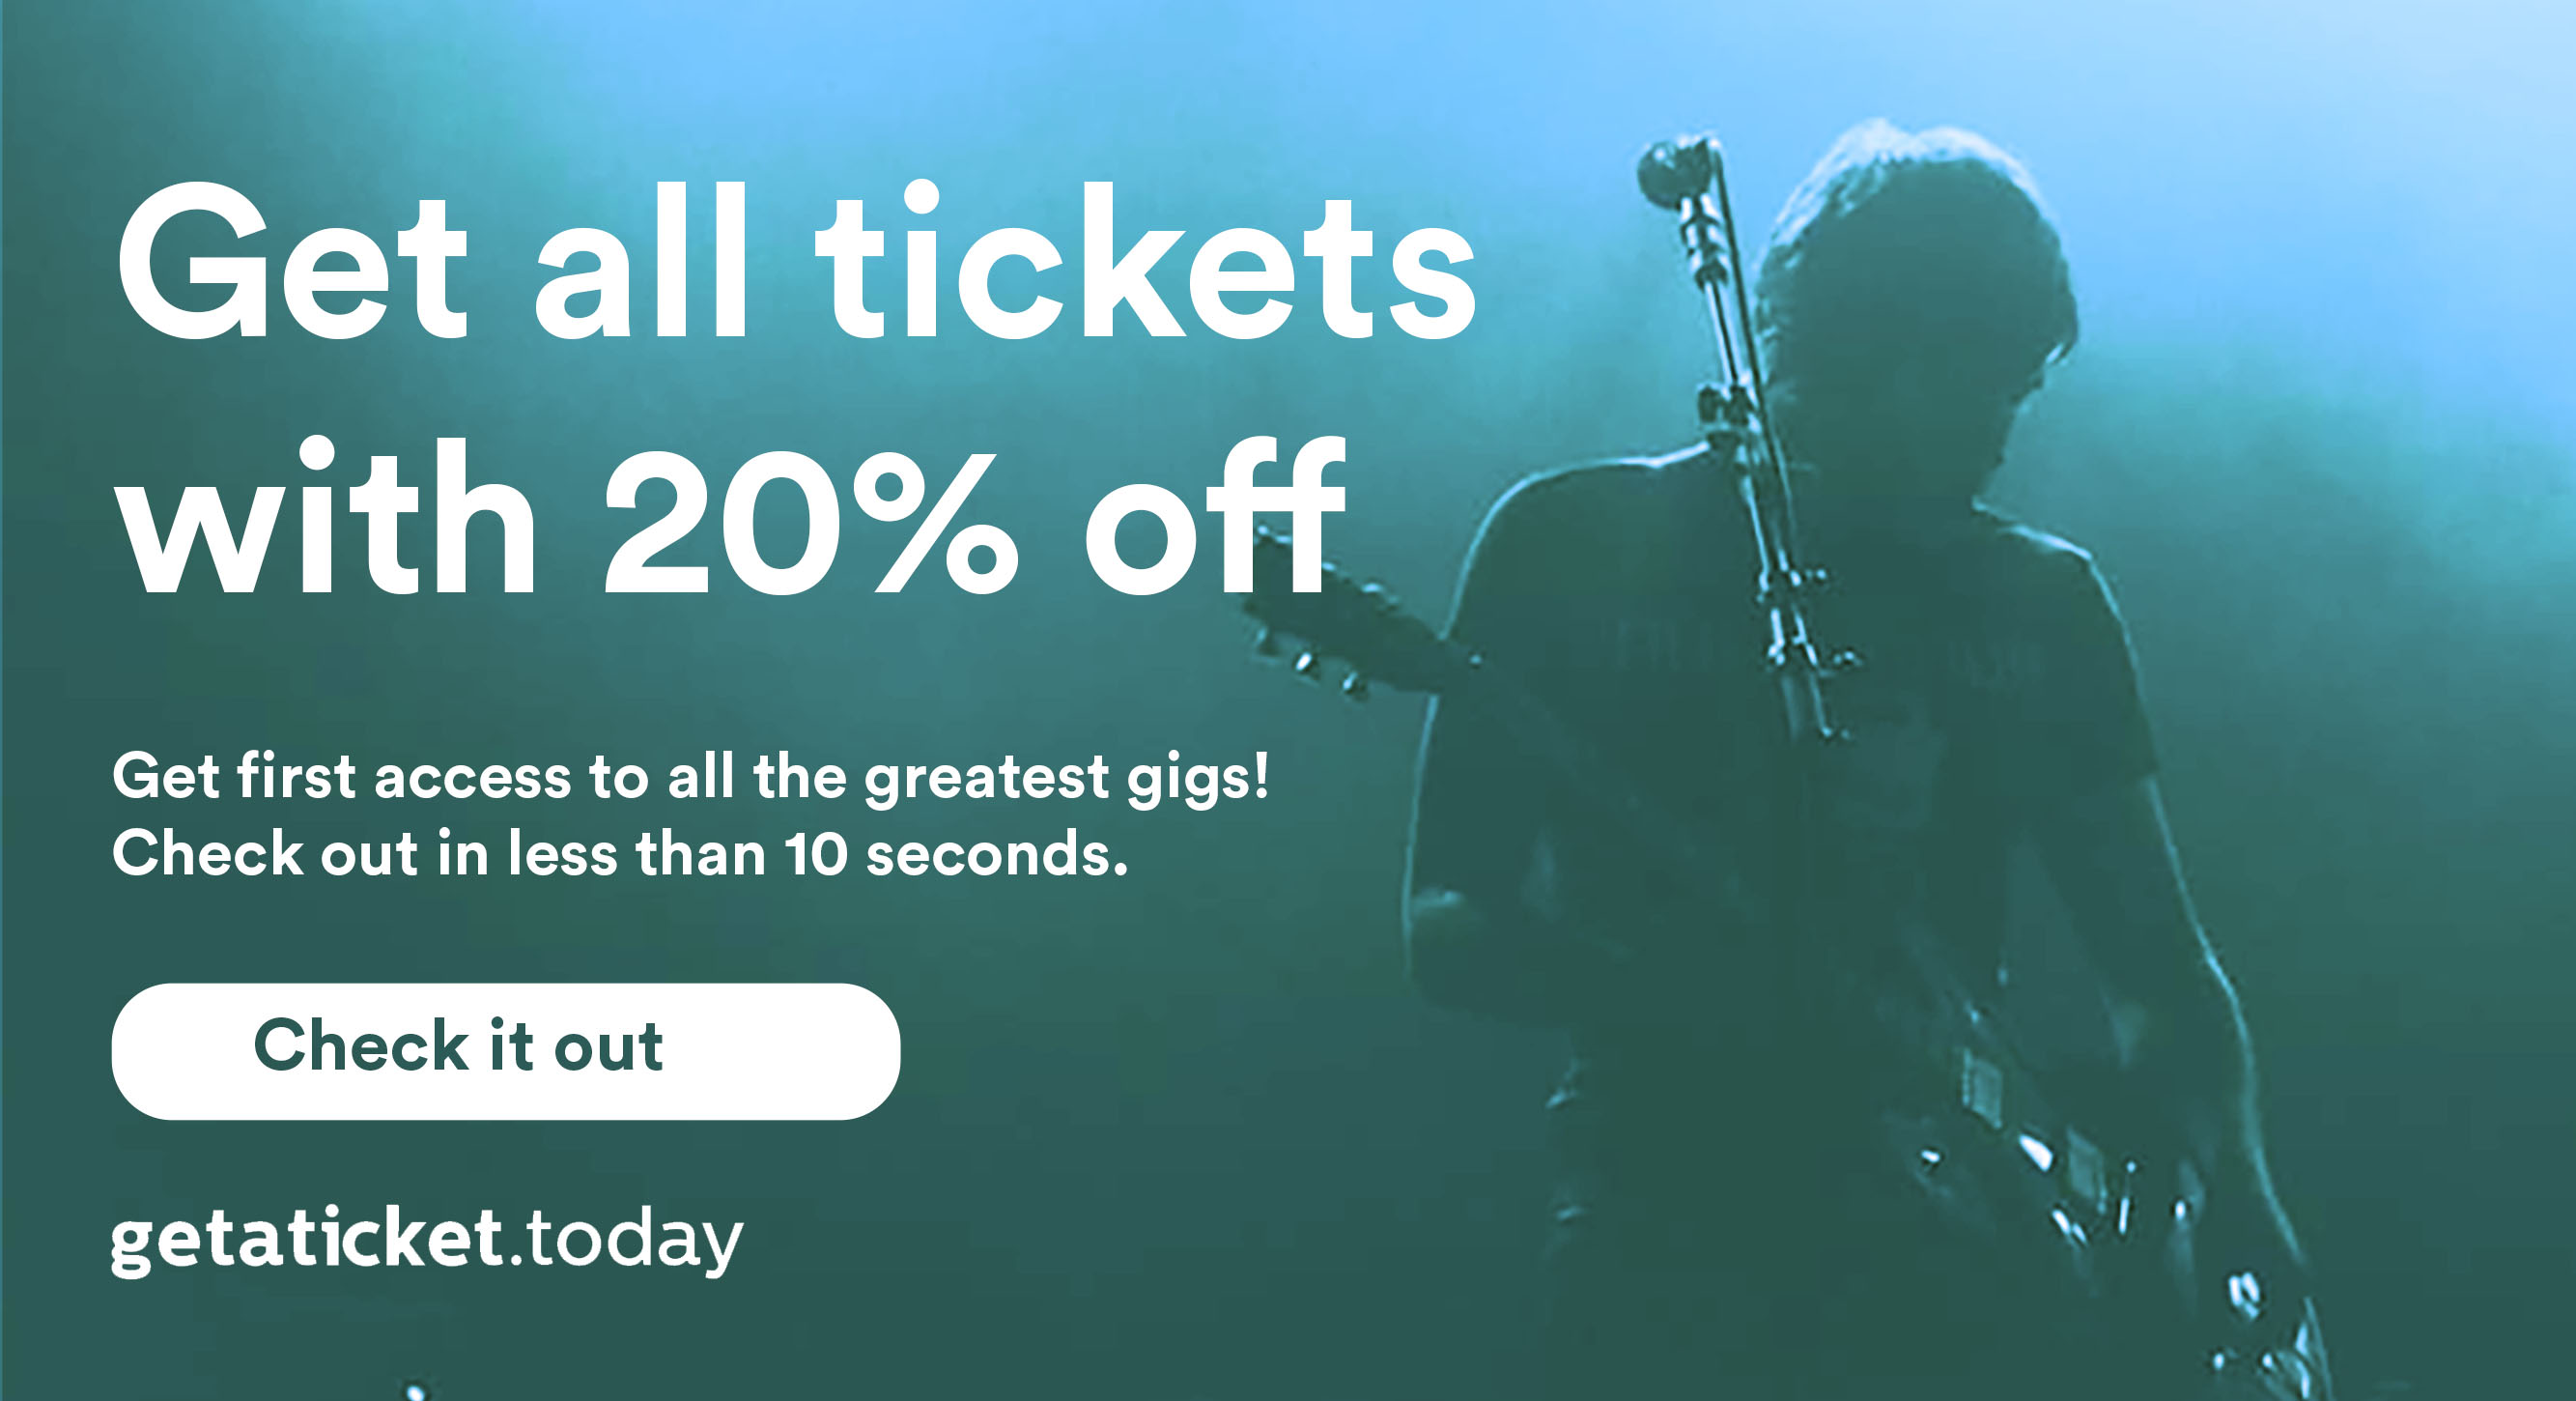 Get all tickets
with 20% off
Get first access to all the greatest gigs!
Check out in less than 10 seconds.
Check it out
getaticket.today